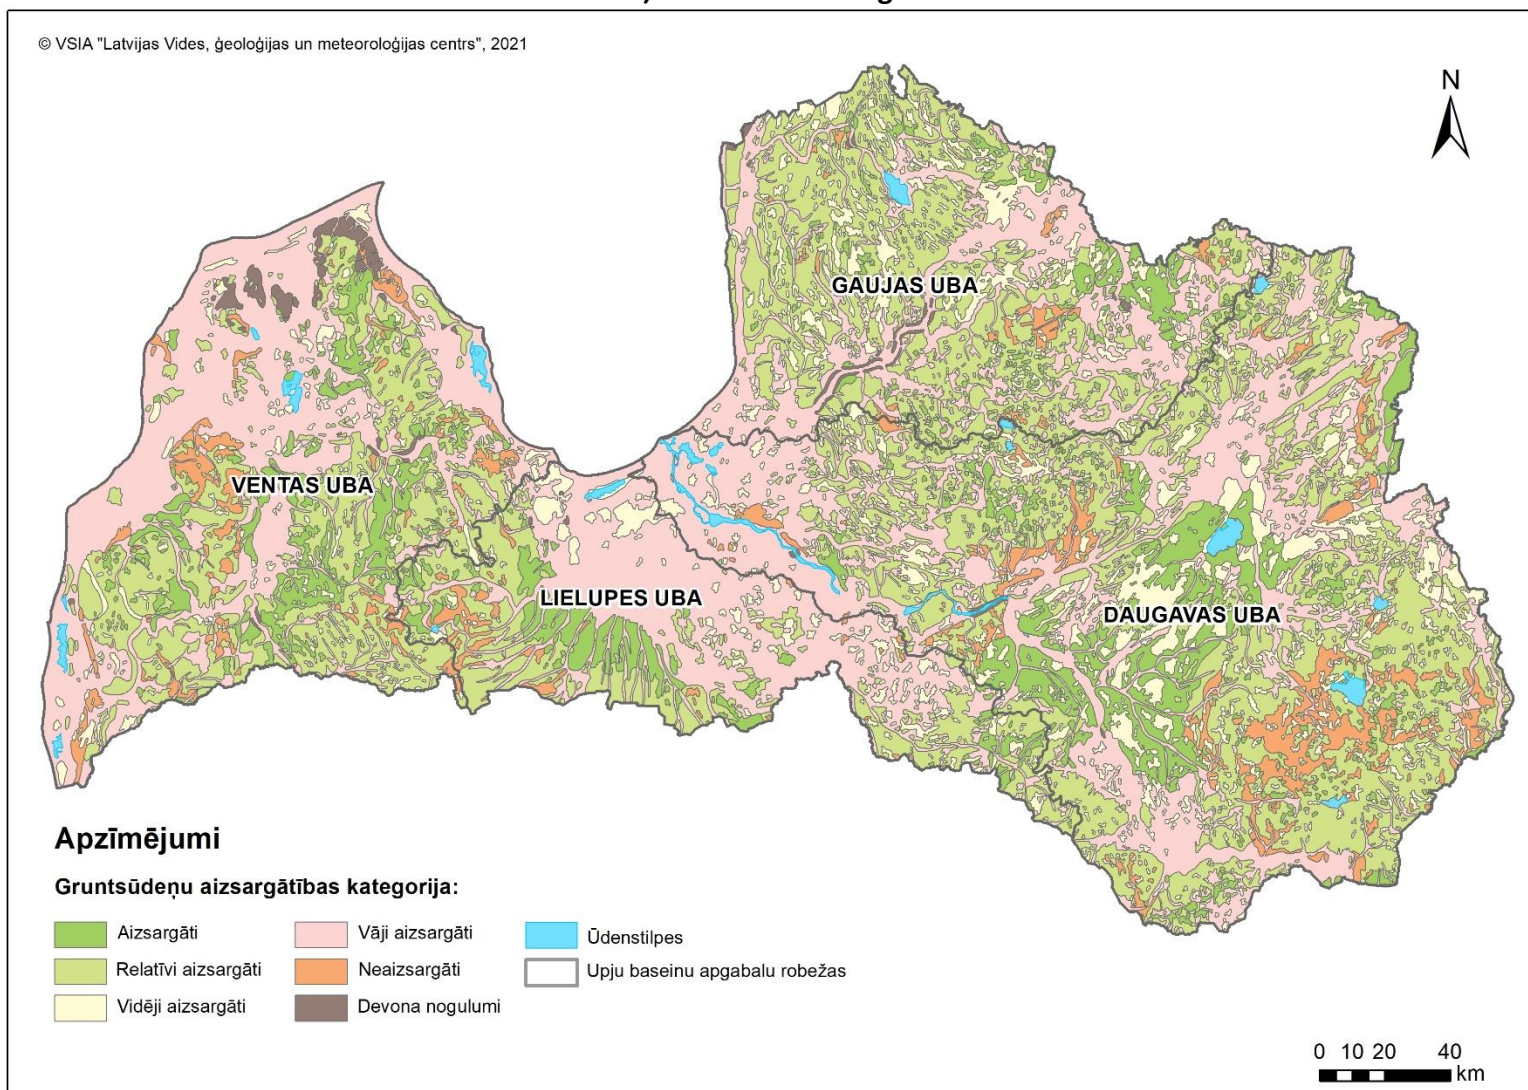 © VSIA "Latvijas Vides, ģeoloģijas un meteoroloģijas centrs", 2021
N
GAUJAS UBA
VENTAS UBA
LIELUPES UBA
DAUGAVAS UBA
Apzīmējumi
Gruntsūdeņu aizsargātības kategorija:
Aizsargāti
Vāji aizsargāti
Ūdenstilpes
Relatīvi aizsargāti
Neaizsargāti
Upju baseinu apgabalu robežas
Vidēji aizsargāti
Devona nogulumi
0 10 20 40
km